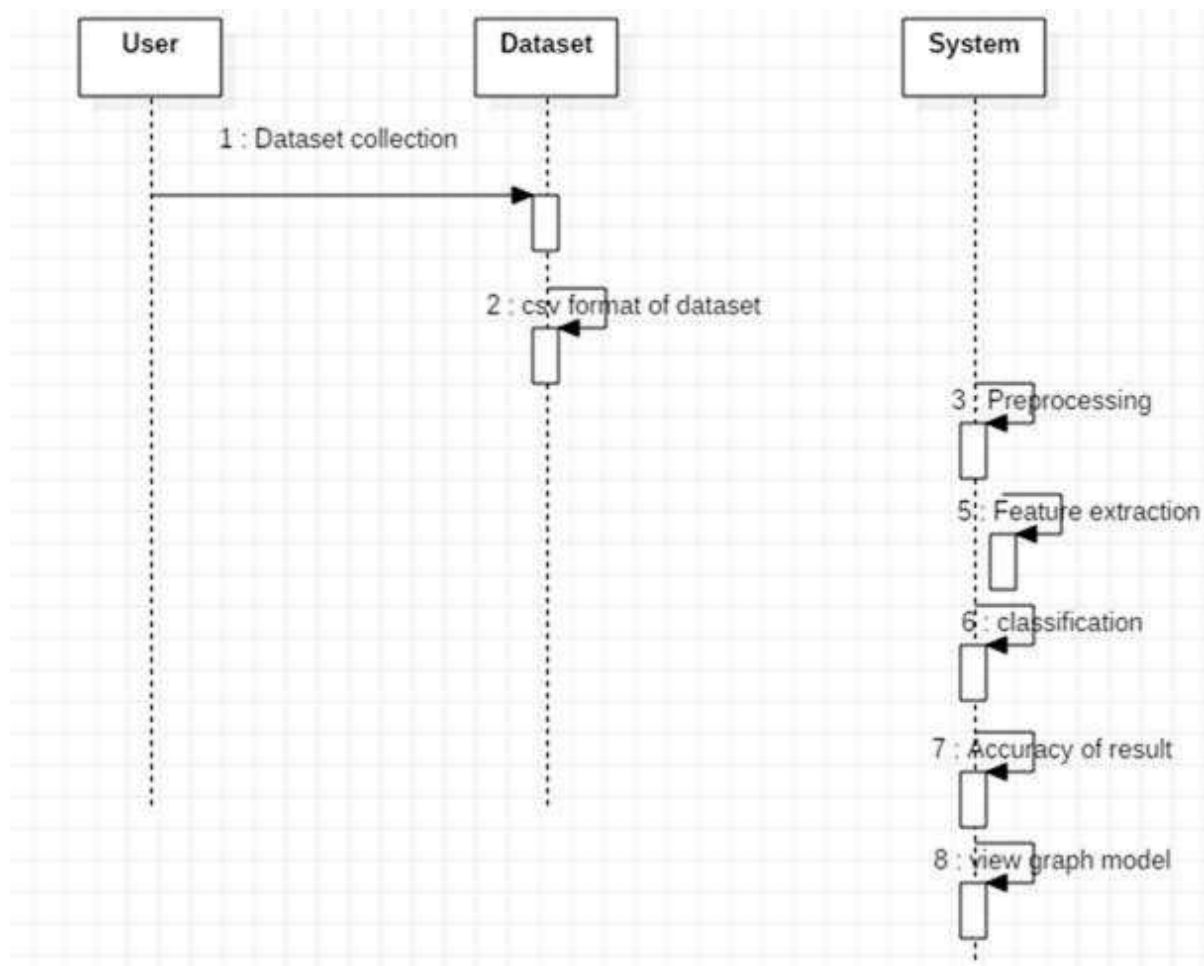 User
Dataset
System
1 : Dataset collection
2 : csv format of dataset
3 : Preprocessing
5 : Feature extraction
6 : classification
7 : Accuracy of result
8 : view graph model